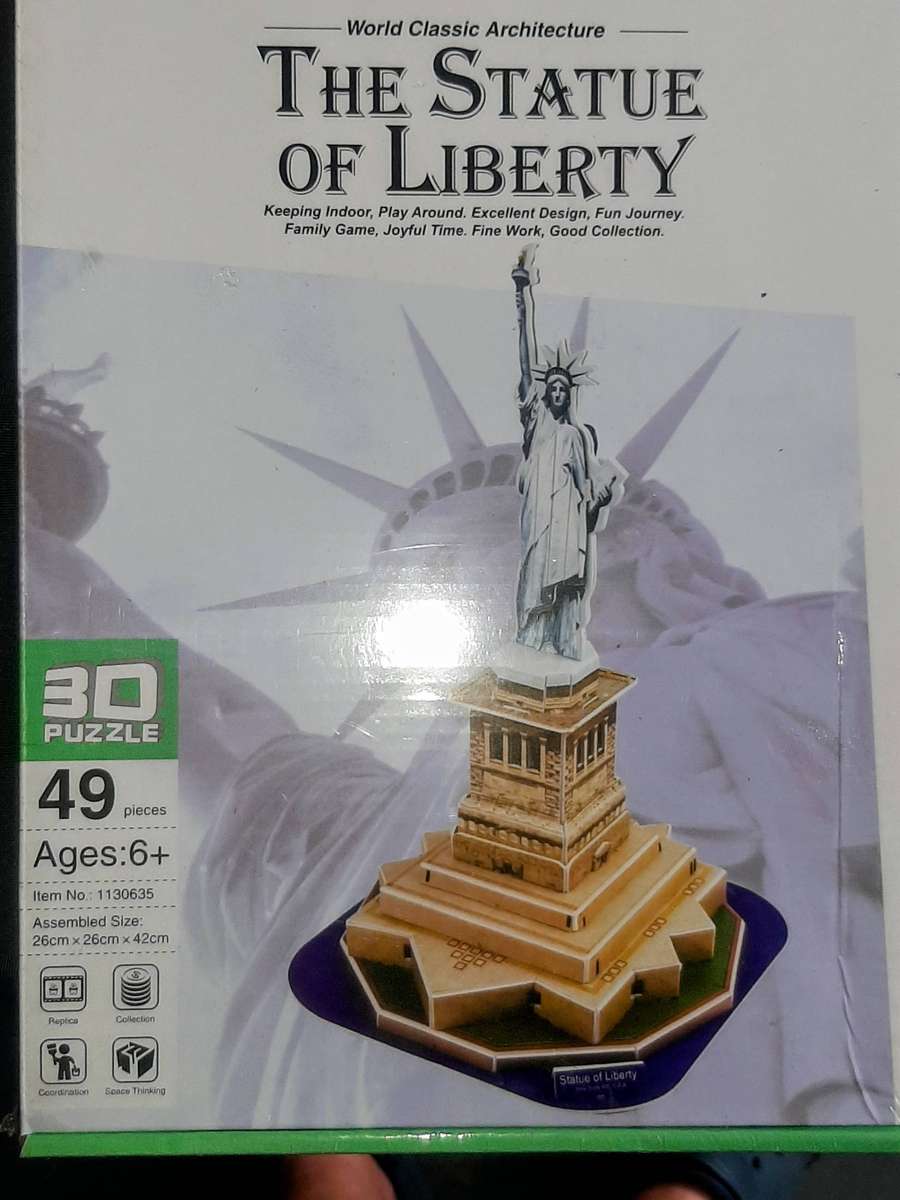 World Classic Architecture
THE STATUE
OF LIBERTY
Keeping Indoor, Play Around. Excellent Design, Fun Journey.
Family Game, Joyful Time. Fine Work, Good Collection.
3D
PUZZLE
49 pieces
Ages:6+
Item No.: 1130635
Assembled Size:
26cm × 26cm × 42cm
Replica
Collection
Coordination
Space Thinking
Statue of Liberty